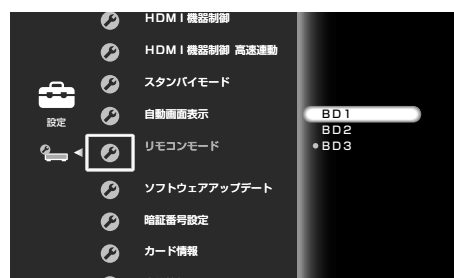 HDMI機器制御
HDMI機器制御 高速連動
スタンバイモード
設定
自動画面表示
リモコンモード
ソフトウェアアップデート
暗証番号設定
カード情報
BD1
BD2
●BD3